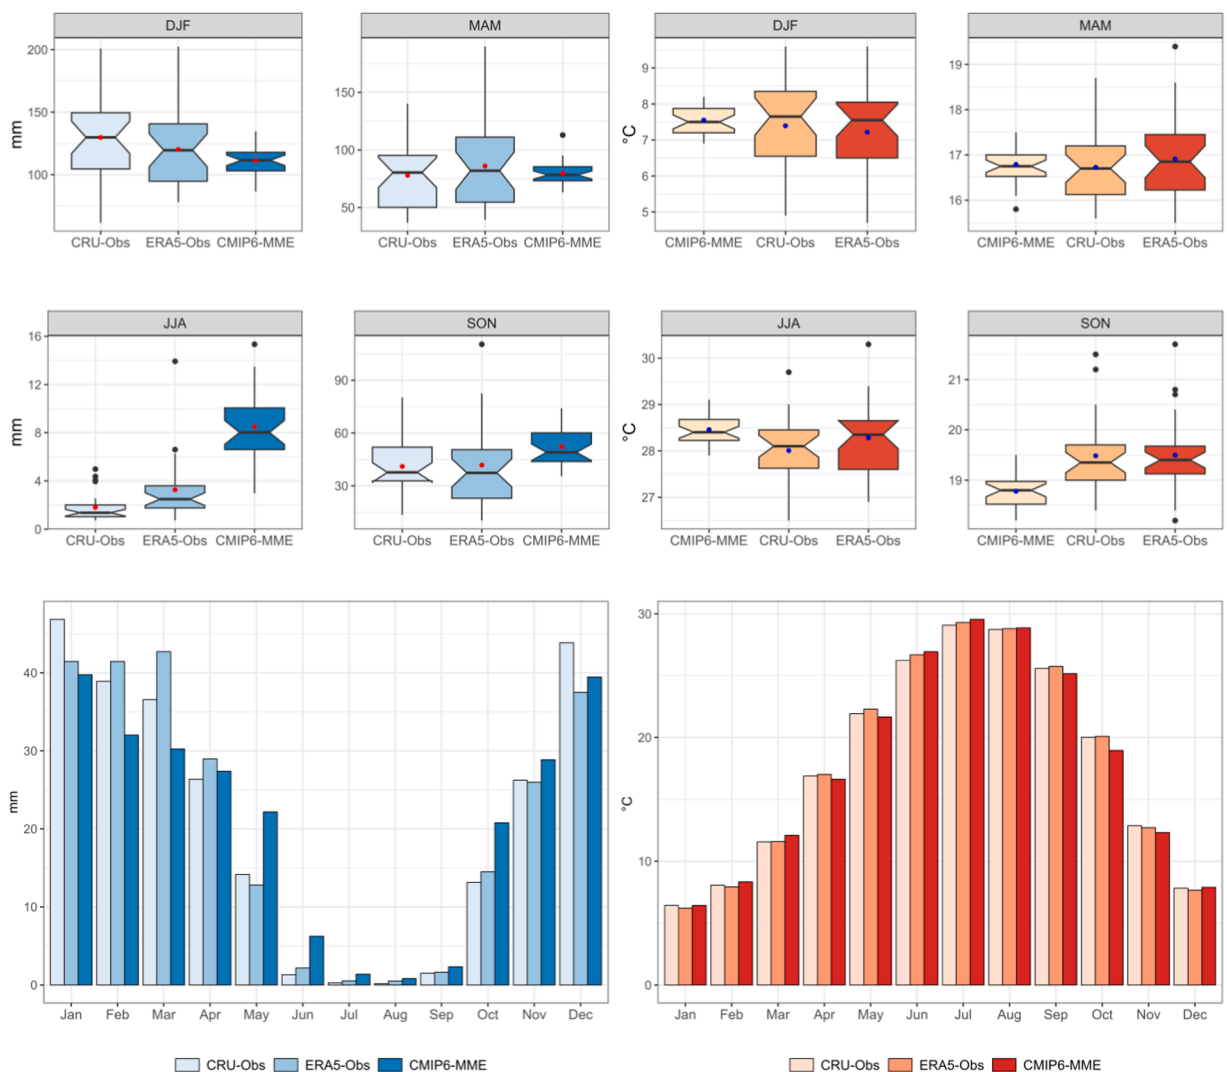 DJF MAM DJF MAM
mm
200
150
100
150
100
50
°C
9
8
7
6
5
19
18
17
16
CRU-Obs ERA5-Obs CMIP6-MME CRU-Obs ERA5-Obs CMIP6-MME CMIP6-MME CRU-Obs ERA5-Obs CMIP6-MME CRU-Obs ERA5-Obs
JJA SON JJA SON
mm
16
12
8
4
0
90
60
30
°C
30
29
28
27
21
20
19
CRU-Obs ERA5-Obs CMIP6-MME CRU-Obs ERA5-Obs CMIP6-MME CMIP6-MME CRU-Obs ERA5-Obs CMIP6-MME CRU-Obs ERA5-Obs
mm
40
30
20
10
0
Jan Feb Mar Apr May Jun Jul Aug Sep Oct Nov Dec
CRU-Obs ERA5-Obs CMIP6-MME
°C
30
20
10
0
Jan Feb Mar Apr May Jun Jul Aug Sep Oct Nov Dec
CRU-Obs ERA5-Obs CMIP6-MME